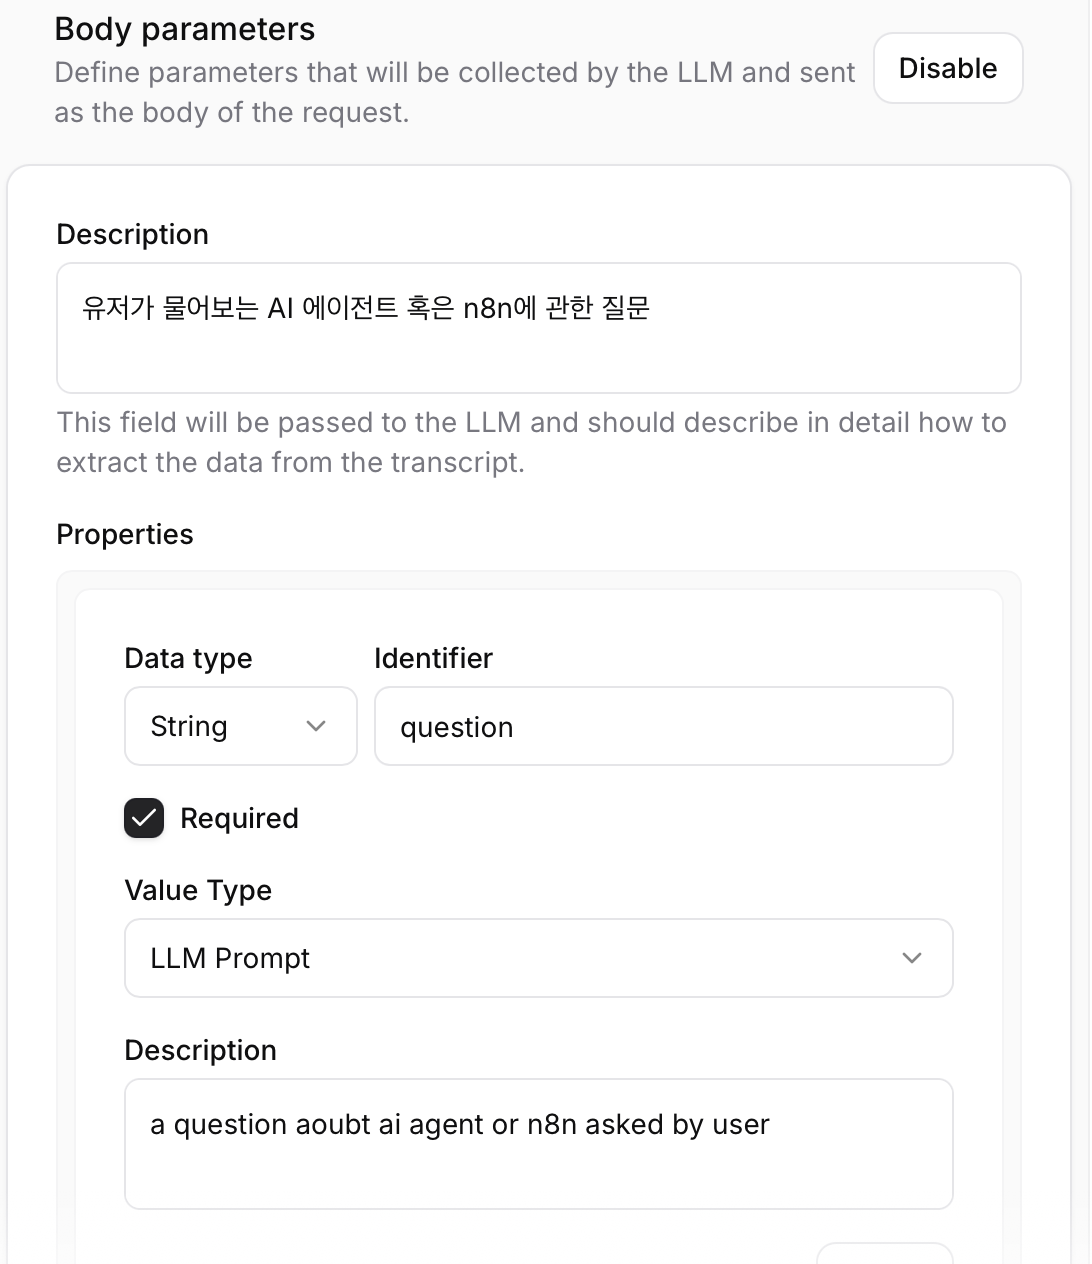 Body parameters
Define parameters that will be collected by the LLM and sent
as the body of the request.
Disable
Description
유저가 물어보는 AI 에이전트 혹은 n8n에 관한 질문
This field will be passed to the LLM and should describe in detail how to
extract the data from the transcript.
Properties
Data type
Identifier
String
question
Required
Value Type
LLM Prompt
Description
a question aoubt ai agent or n8n asked by user